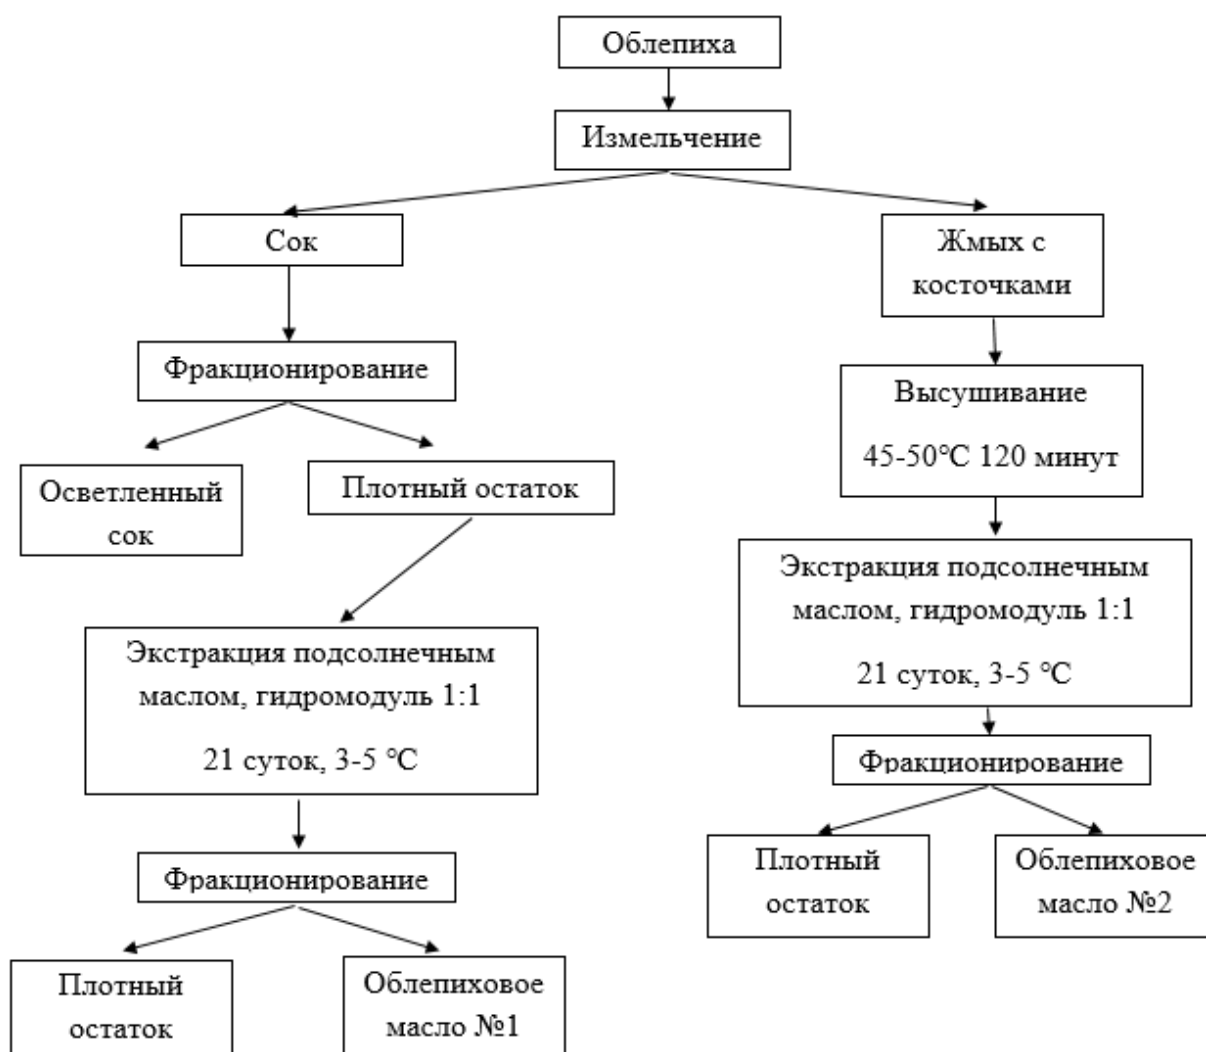 Облепиха
Измельчение
Сок
Жмых с
косточками
Фракционирование
Высушивание
45-50℃ 120 минут
Осветленный
сок
Плотный остаток
Экстракция подсолнечным
маслом, гидромодуль 1:1
21 суток, 3-5 ℃
Экстракция подсолнечным
маслом, гидромодуль 1:1
21 суток, 3-5 ℃
Фракционирование
Плотный
остаток
Облепиховое
масло №2
Фракционирование
Плотный
остаток
Облепиховое
масло №1